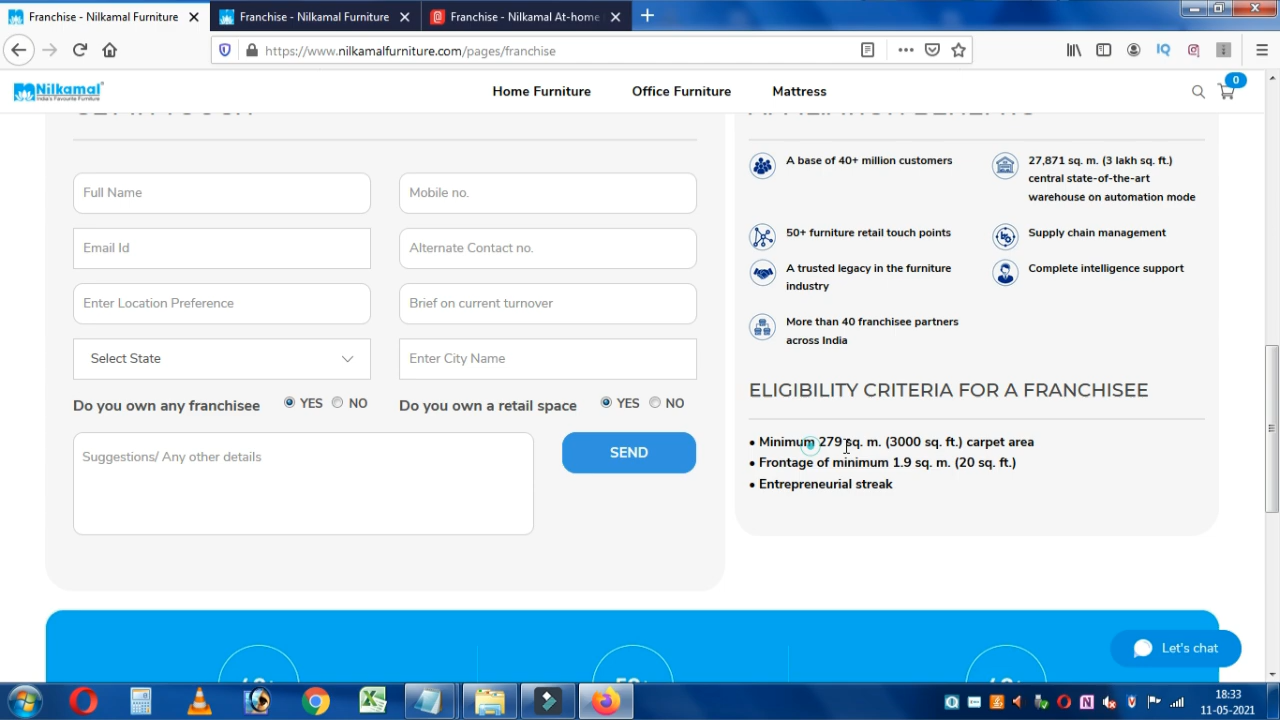 Franchise - Nilkamal Furniture
Franchise - Nilkamal Furniture
Franchise - Nilkamal At-home
https://www.nilkamalfurniture.com/pages/franchise
IQ
Nilkamal
India's Favourite Furniture
Home Furniture
Office Furniture
Mattress
0
Full Name
Mobile no.
Email Id
Alternate Contact no.
Enter Location Preference
Brief on current turnover
Select State
Enter City Name
Do you own any franchisee
YES
NO
Do you own a retail space
YES
NO
Suggestions/ Any other details
SEND
A base of 40+ million customers
27,871 sq. m. (3 lakh sq. ft.)
central state-of-the-art
warehouse on automation mode
50+ furniture retail touch points
Supply chain management
A trusted legacy in the furniture
industry
Complete intelligence support
More than 40 franchisee partners
across India
ELIGIBILITY CRITERIA FOR A FRANCHISEE
• Minimum 279 sq. m. (3000 sq. ft.) carpet area
• Frontage of minimum 1.9 sq. m. (20 sq. ft.)
• Entrepreneurial streak
Let's chat
18:33
11-05-2021